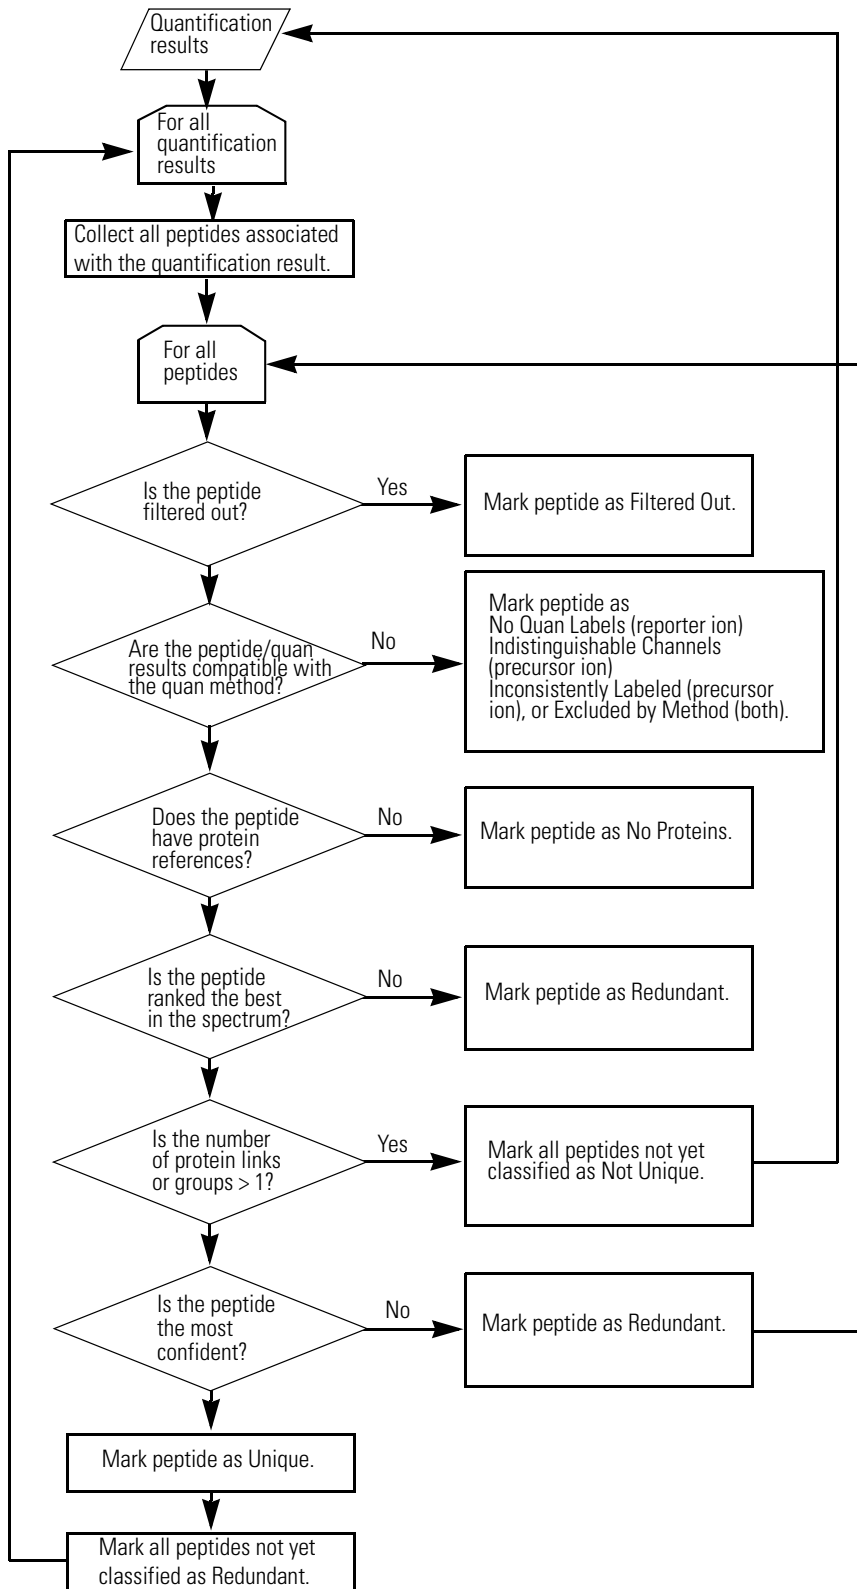 Quantification
results
For all
quantification
results
Collect all peptides associated
with the quantification result.
For all
peptides
Is the peptide
filtered out?
Yes
Mark peptide as Filtered Out.
Are the peptide/quan
results compatible with
the quan method?
No
Mark peptide as
No Quan Labels (reporter ion)
Indistinguishable Channels
(precursor ion)
Inconsistently Labeled (precursor
ion), or Excluded by Method (both).
Does the peptide
have protein
references?
No
Mark peptide as No Proteins.
Is the peptide
ranked the best
in the spectrum?
No
Mark peptide as Redundant.
Is the number
of protein links
or groups > 1?
Yes
Mark all peptides not yet
classified as Not Unique.
Is the peptide
the most
confident?
No
Mark peptide as Redundant.
Mark peptide as Unique.
Mark all peptides not yet
classified as Redundant.